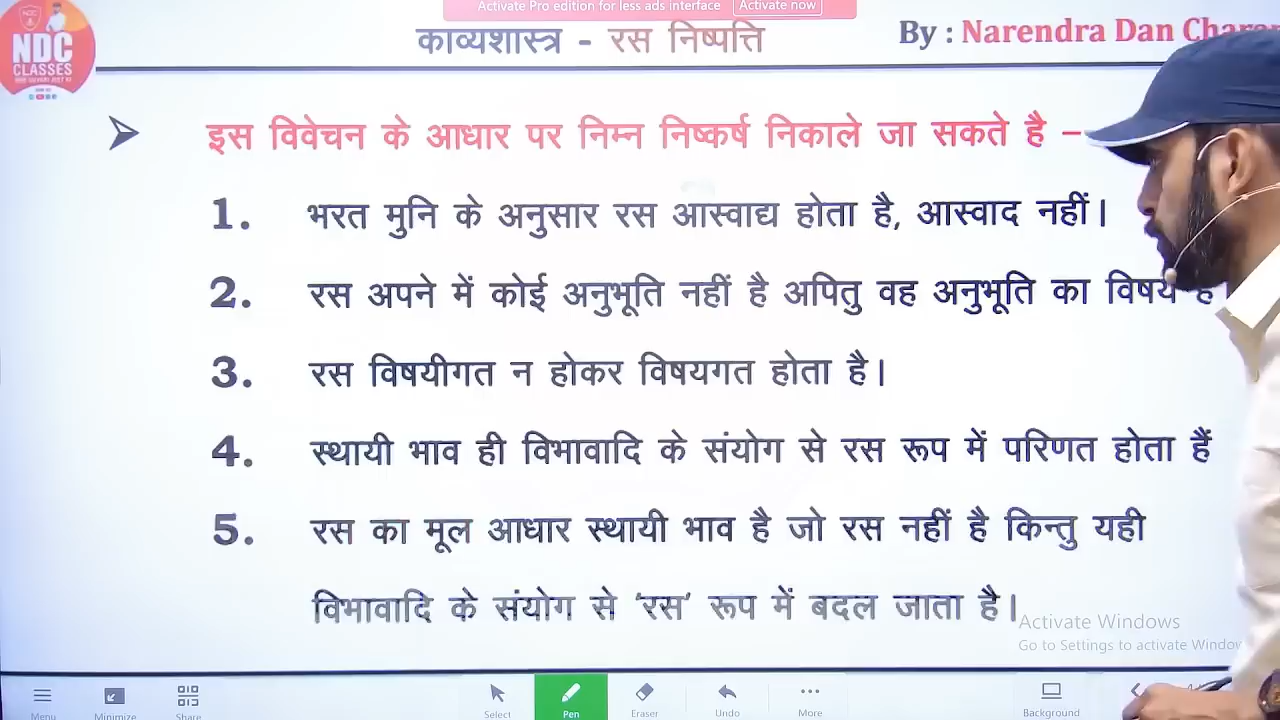 Activate Pro edition for less ads interface Activate now
काव्यशास्त्र - रस निष्पत्ति
By : Narendra Dan
NDC
CLASSES
इस विवेचन के आधार पर निम्न निष्कर्ष निकाले जा सकते है –
1. भरत मुनि के अनुसार रस आस्वाद्य होता है, आस्वाद नहीं।
2. रस अपने में कोई अनुभूति नहीं है अपितु वह अनुभूति का विषय है
3. रस विषयीगत न होकर विषयगत होता है।
4. स्थायी भाव ही विभावादि के संयोग से रस रूप में परिणत होता हैं
5. रस का मूल आधार स्थायी भाव है जो रस नहीं है किन्तु यही
विभावादि के संयोग से ‘रस’ रूप में बदल जाता है।
Activate Windows
Go to Settings to activate
Menu Minimize Share Select Pen Eraser Undo More Background